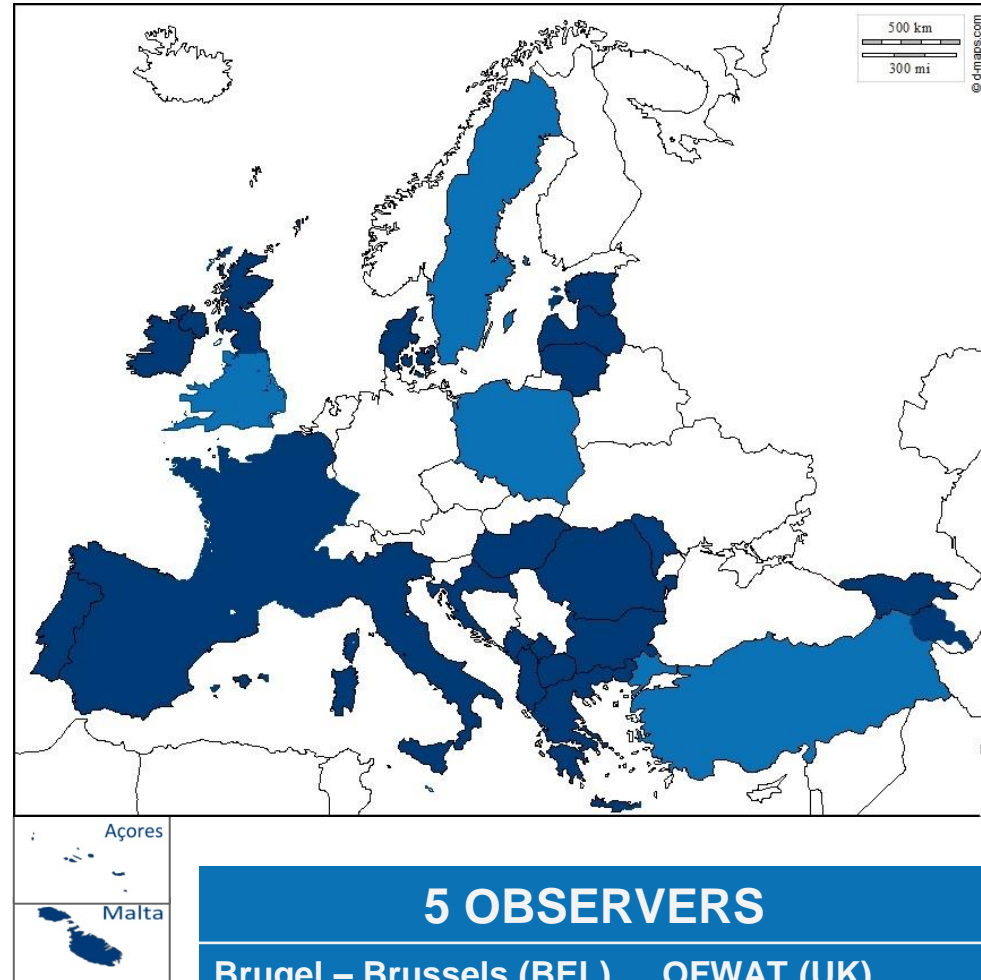 500 km
300 mi
© d-maps.com
Açores
Malta
5 OBSERVERS
Brugel – Brussels (BEL) OFWAT (UK)